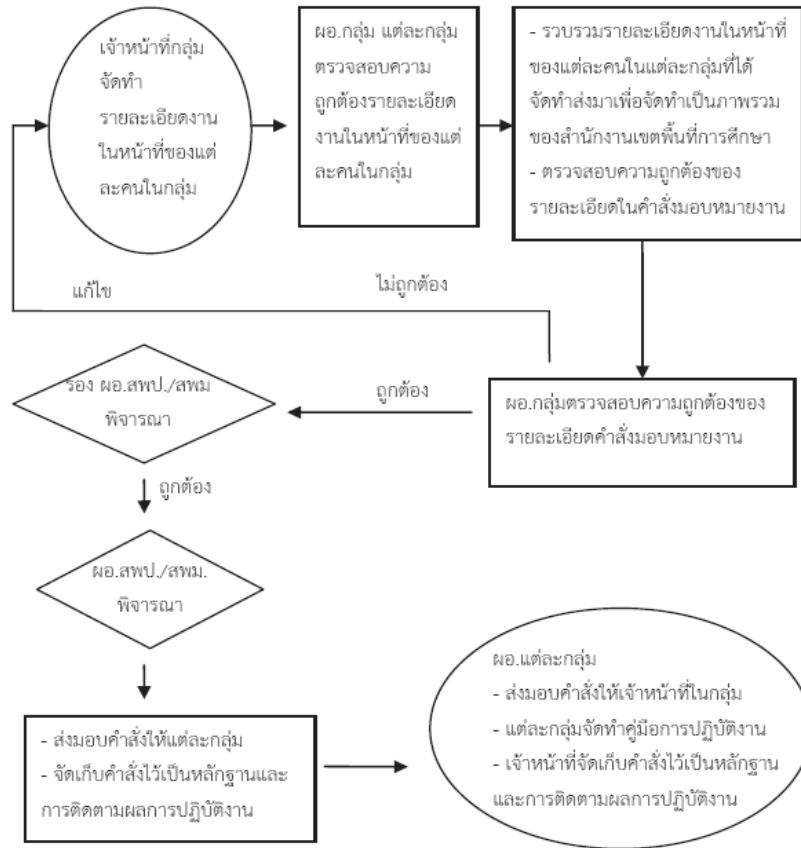 เจ้าหน้าที่กลุ่ม
จัดทำ
รายละเอียดงาน
ในหน้าที่ของแต่
ละคนในกลุ่ม
ผอ.กลุ่ม แต่ละกลุ่ม
ตรวจสอบความ
ถูกต้องรายละเอียด
งานในหน้าที่ของแต่
ละคนในกลุ่ม
- รวบรวมรายละเอียดงานในหน้าที่
ของแต่ละคนในแต่ละกลุ่มที่ได้
จัดทำส่งมาเพื่อจัดทำเป็นภาพรวม
ของสำนักงานเขตพื้นที่การศึกษา
- ตรวจสอบความถูกต้องของ
รายละเอียดในคำสั่งมอบหมายงาน
แก้ไข
ไม่ถูกต้อง
รอง ผอ.สพป./สพม
พิจารณา
ถูกต้อง
ผอ.กลุ่มตรวจสอบความถูกต้องของ
รายละเอียดคำสั่งมอบหมายงาน
ถูกต้อง
ผอ.สพป./สพม.
พิจารณา
- ส่งมอบคำสั่งให้แต่ละกลุ่ม
- จัดเก็บคำสั่งไว้เป็นหลักฐานและ
การติดตามผลการปฏิบัติงาน
ผอ.แต่ละกลุ่ม
- ส่งมอบคำสั่งให้เจ้าหน้าที่ในกลุ่ม
- แต่ละกลุ่มจัดทำคู่มือการปฏิบัติงาน
- เจ้าหน้าที่จัดเก็บคำสั่งไว้เป็นหลักฐาน
และการติดตามผลการปฏิบัติงาน